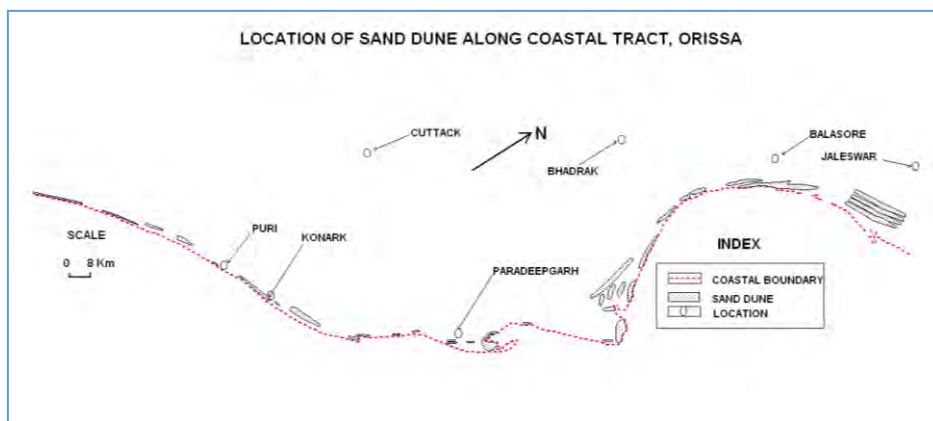 LOCATION OF SAND DUNE ALONG COASTAL TRACT, ORISSA
CUTTACK
N
BHADRAK
BALASORE
JALESWAR
PURI
SCALE
0 8 Km
KONARK
PARADEEPGARH
INDEX
COASTAL BOUNDARY
SAND DUNE
LOCATION